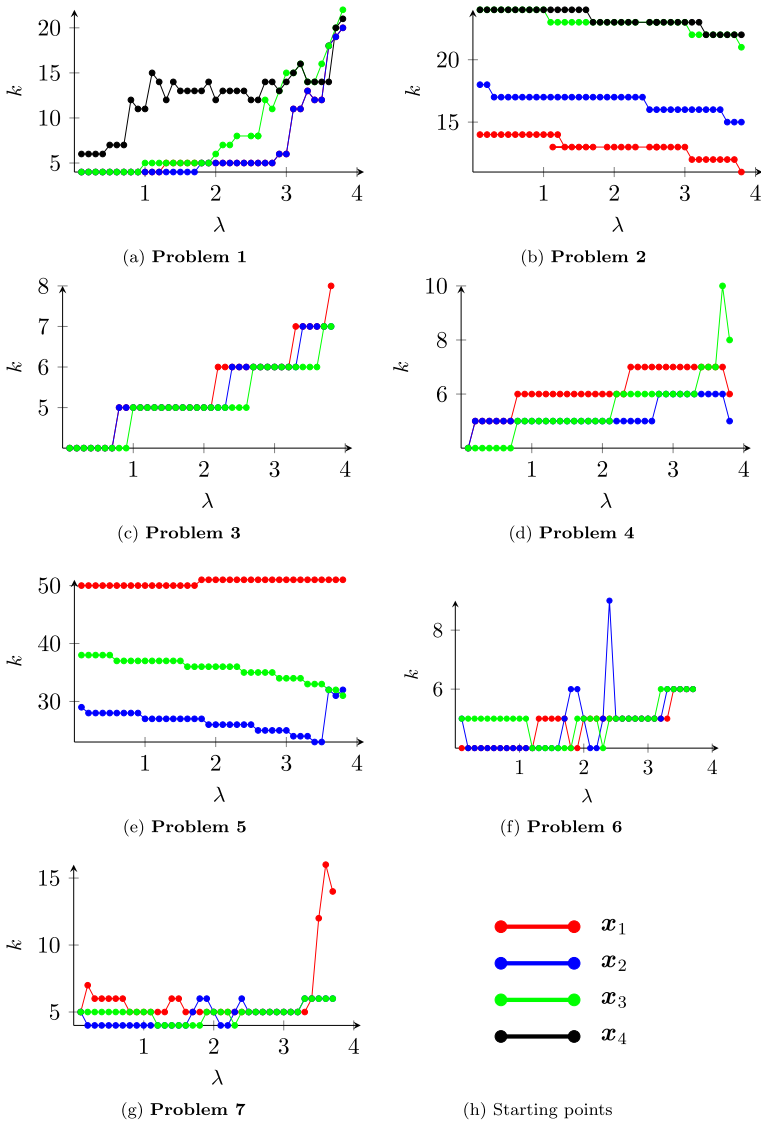 20
15
10
5
k
1
2
3
4
λ
(a) Problem 1
20
15
k
1
2
3
4
λ
(b) Problem 2
8
7
6
5
k
1
2
3
4
λ
(c) Problem 3
10
8
6
k
1
2
3
4
λ
(d) Problem 4
50
40
30
k
1
2
3
4
λ
(e) Problem 5
8
6
k
1
2
3
4
λ
(f) Problem 6
15
10
5
k
1
2
3
4
λ
(g) Problem 7
x₁
x₂
x₃
x₄
(h) Starting points